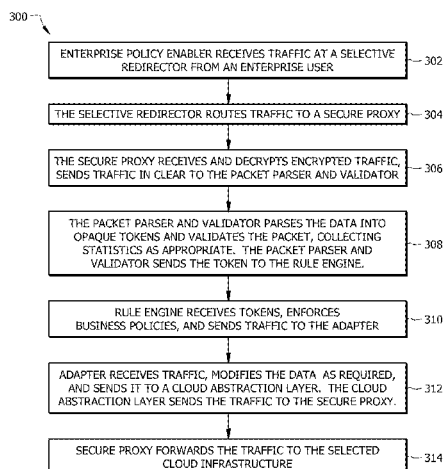 300
ENTERPRISE POLICY ENABLER RECEIVES TRAFFIC AT A SELECTIVE
REDIRECTOR FROM AN ENTERPRISE USER
302
THE SELECTIVE REDIRECTOR ROUTES TRAFFIC TO A SECURE PROXY
304
THE SECURE PROXY RECEIVES AND DECRYPTS ENCRYPTED TRAFFIC,
SENDS TRAFFIC IN CLEAR TO THE PACKET PARSER AND VALIDATOR
306
THE PACKET PARSER AND VALIDATOR PARSES THE DATA INTO
OPAQUE TOKENS AND VALIDATES THE PACKET, COLLECTING
STATISTICS AS APPROPRIATE. THE PACKET PARSER AND
VALIDATOR SENDS THE TOKEN TO THE RULE ENGINE.
308
RULE ENGINE RECEIVES TOKENS, ENFORCES
BUSINESS POLICIES, AND SENDS TRAFFIC TO THE ADAPTER
310
ADAPTER RECEIVES TRAFFIC, MODIFIES THE DATA AS REQUIRED,
AND SENDS IT TO A CLOUD ABSTRACTION LAYER. THE CLOUD
ABSTRACTION LAYER SENDS THE TRAFFIC TO THE SECURE PROXY.
312
SECURE PROXY FORWARDS THE TRAFFIC TO THE SELECTED
CLOUD INFRASTRUCTURE
314